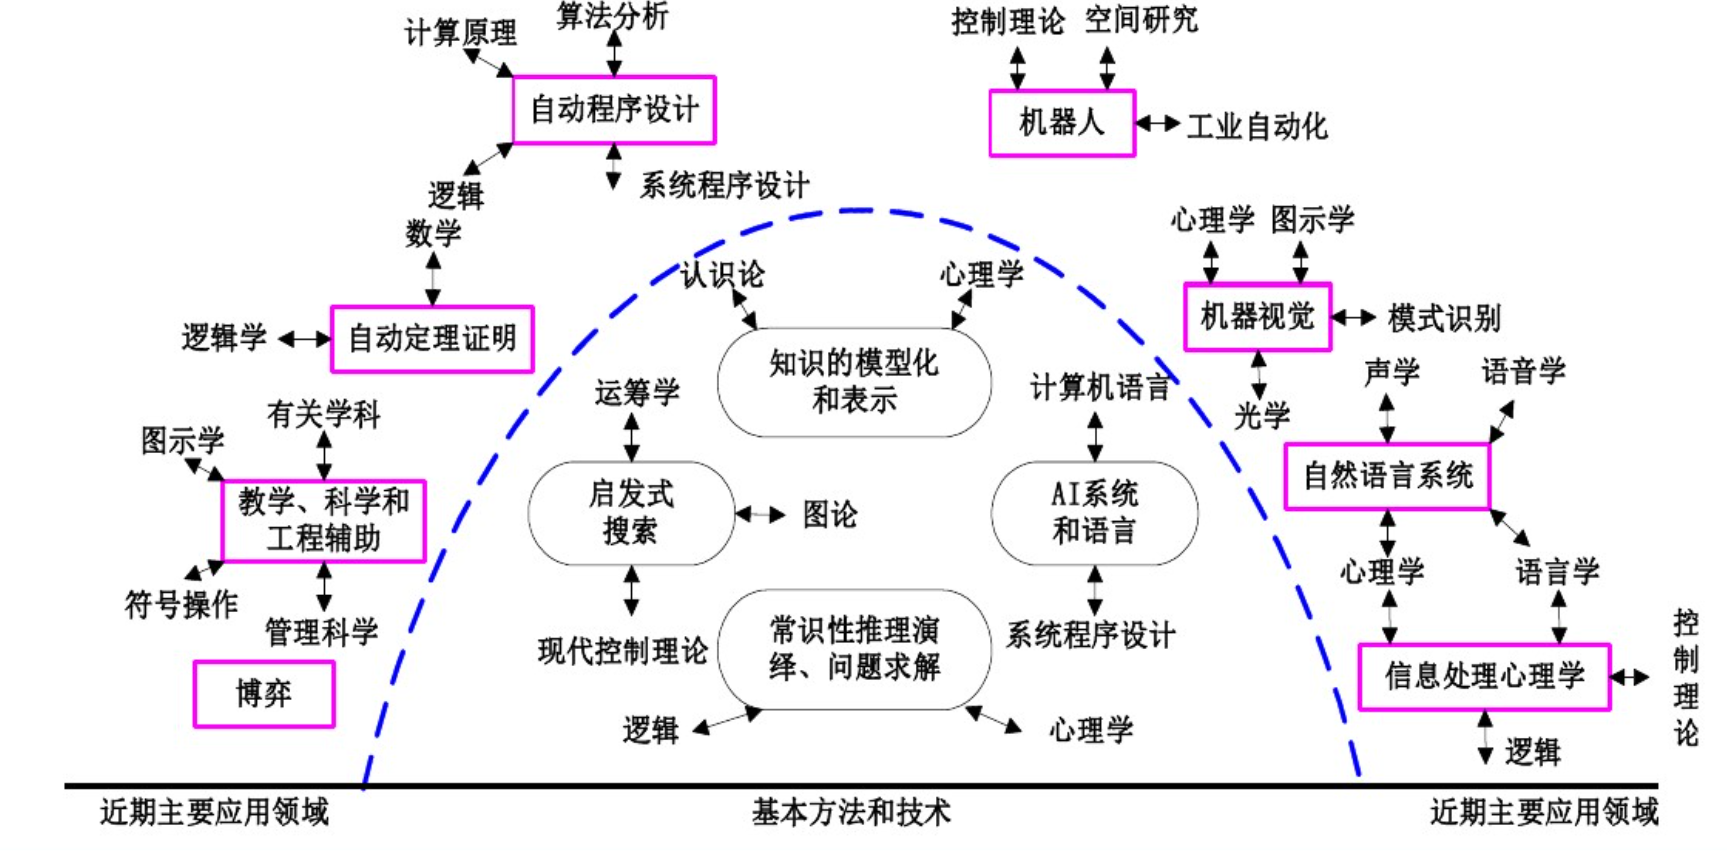 算法分析
计算原理
自动程序设计
逻辑
系统程序设计
控制理论 空间研究
机器人
工业自动化
数学
逻辑学
自动定理证明
心理学 图示学
机器视觉
模式识别
光学
认识论
心理学
知识的模型化
和表示
运筹学
启发式
搜索
图论
现代控制理论
计算机语言
AI系统
和语言
系统程序设计
常识性推理演
绎、问题求解
逻辑
心理学
有关学科
图示学
教学、科学和
工程辅助
符号操作
管理科学
博弈
声学
语音学
自然语言系统
心理学
语言学
信息处理心理学
控制理论
逻辑
近期主要应用领域
基本方法和技术
近期主要应用领域